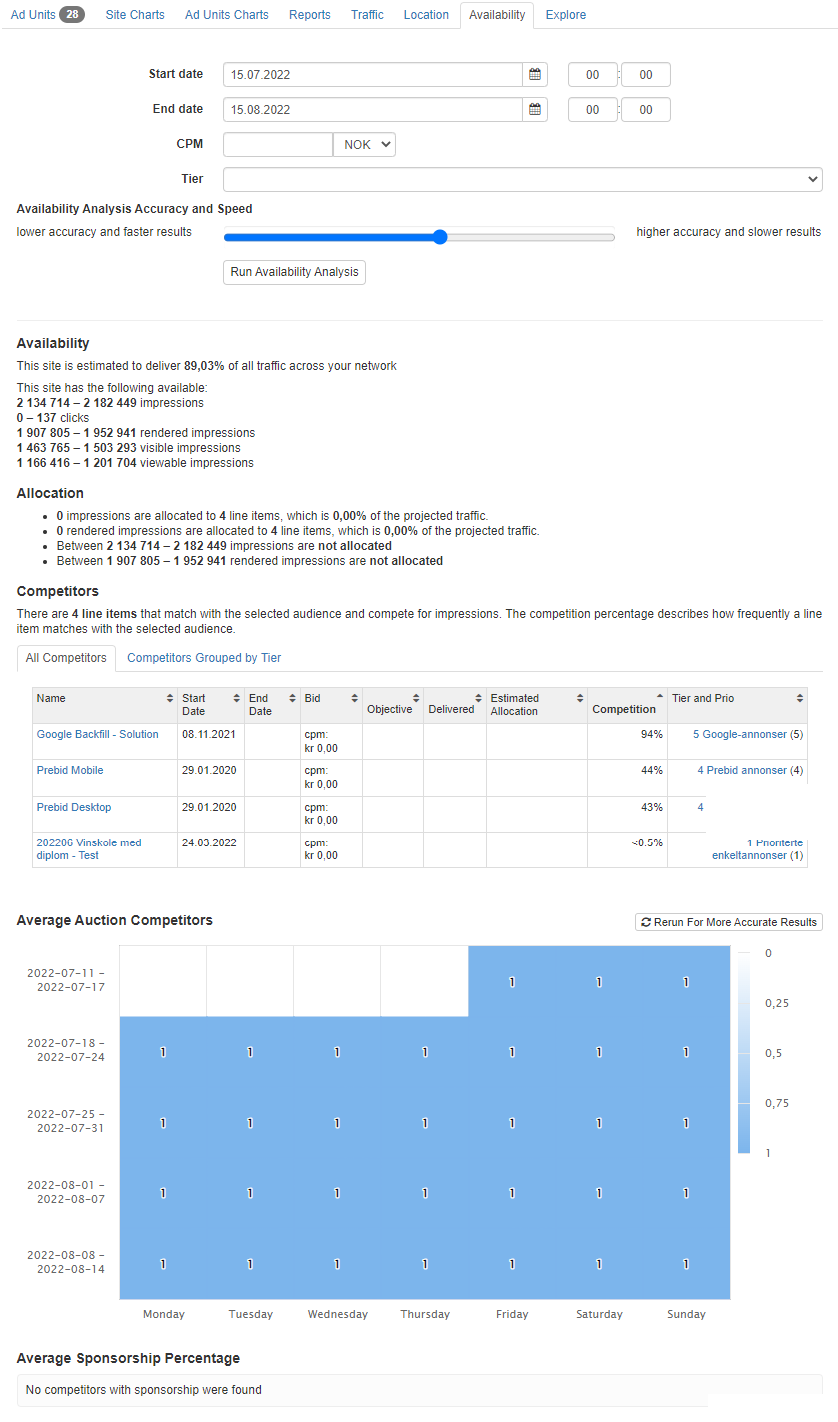 Ad Units 28 Site Charts Ad Units Charts Reports Traffic Location Availability Explore
Start date 15.07.2022 00 : 00
End date 15.08.2022 00 : 00
CPM NOK
Tier
Availability Analysis Accuracy and Speed
lower accuracy and faster results higher accuracy and slower results
Run Availability Analysis
Availability
This site is estimated to deliver 89,03% of all traffic across your network
This site has the following available:
2 134 714 – 2 182 449 impressions
0 – 137 clicks
1 907 805 – 1 952 941 rendered impressions
1 463 765 – 1 503 293 visible impressions
1 166 416 – 1 201 704 viewable impressions
Allocation
• 0 impressions are allocated to 4 line items, which is 0,00% of the projected traffic.
• 0 rendered impressions are allocated to 4 line items, which is 0,00% of the projected traffic.
• Between 2 134 714 – 2 182 449 impressions are not allocated
• Between 1 907 805 – 1 952 941 rendered impressions are not allocated
Competitors
There are 4 line items that match with the selected audience and compete for impressions. The competition percentage describes how frequently a line
item matches with the selected audience.
All Competitors Competitors Grouped by Tier
Name Start End Bid Objective Delivered Estimated Competition Tier and Prio
Date Date Allocation
Google Backfill - Solution 08.11.2021 cpm: 94% 5 Google-annonser (5)
kr 0,00
Prebid Mobile 29.01.2020 cpm: 44% 4 Prebid annonser (4)
kr 0,00
Prebid Desktop 29.01.2020 cpm: 43% 4
kr 0,00
202206 Vinskole med 24.03.2022 cpm: <0.5% 1 Prioriterte
diplom - Test kr 0,00 enkeltannonser (1)
Average Auction Competitors
Rerun For More Accurate Results
2022-07-11 – 1 1 1
2022-07-17
2022-07-18 – 1 1 1 1 1 1 1
2022-07-24
2022-07-25 – 1 1 1 1 1 1 1
2022-07-31
2022-08-01 – 1 1 1 1 1 1 1
2022-08-07
2022-08-08 – 1 1 1 1 1 1 1
2022-08-14
0
0,25
0,5
0,75
1
Monday Tuesday Wednesday Thursday Friday Saturday Sunday
Average Sponsorship Percentage
No competitors with sponsorship were found